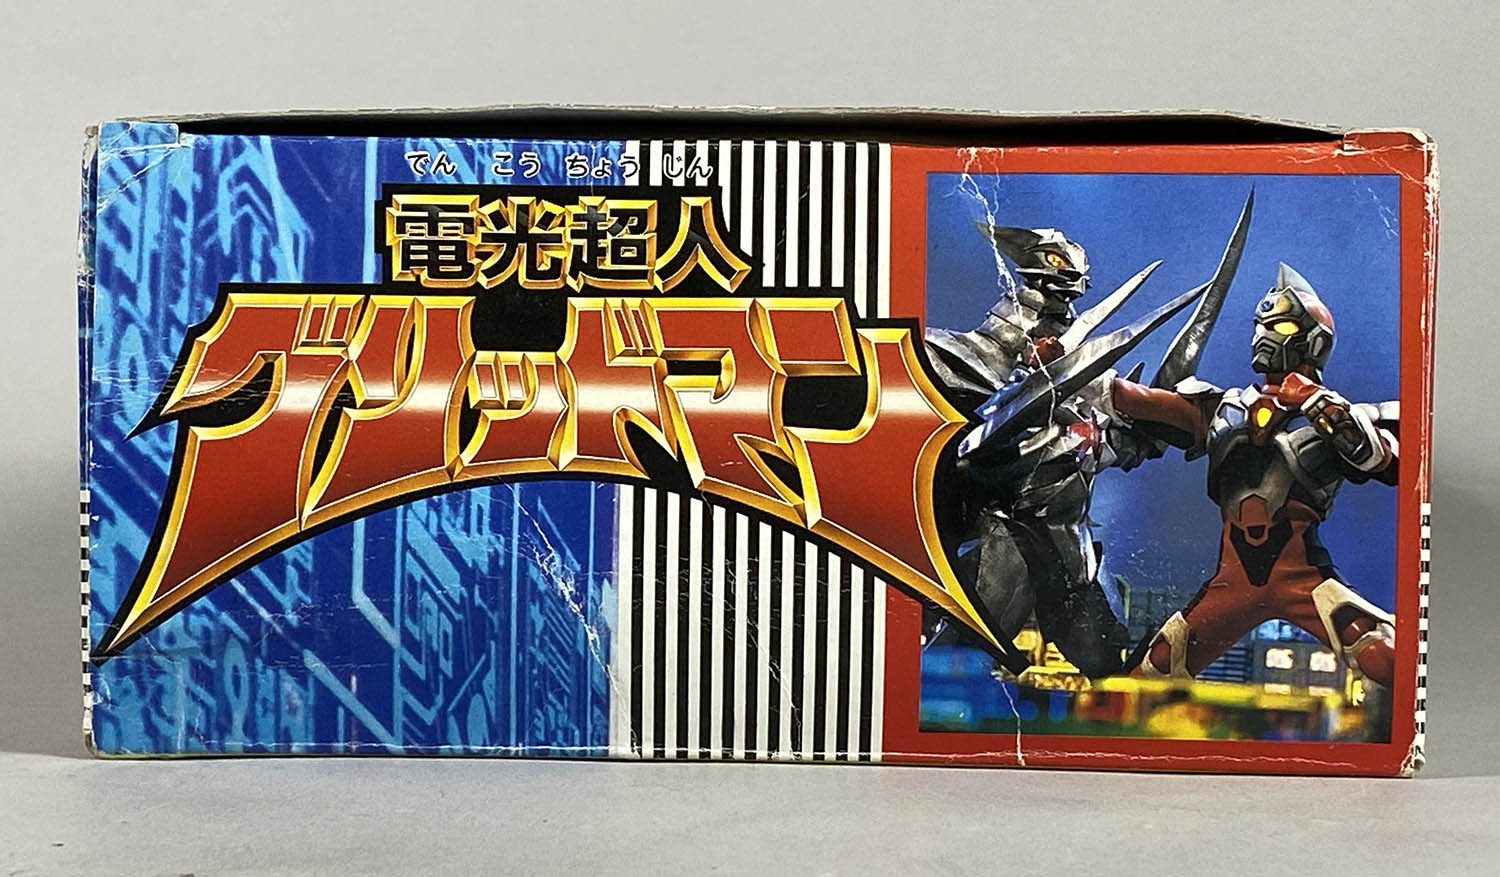 でん こう ちょう じん
電光超人
グリッドマン